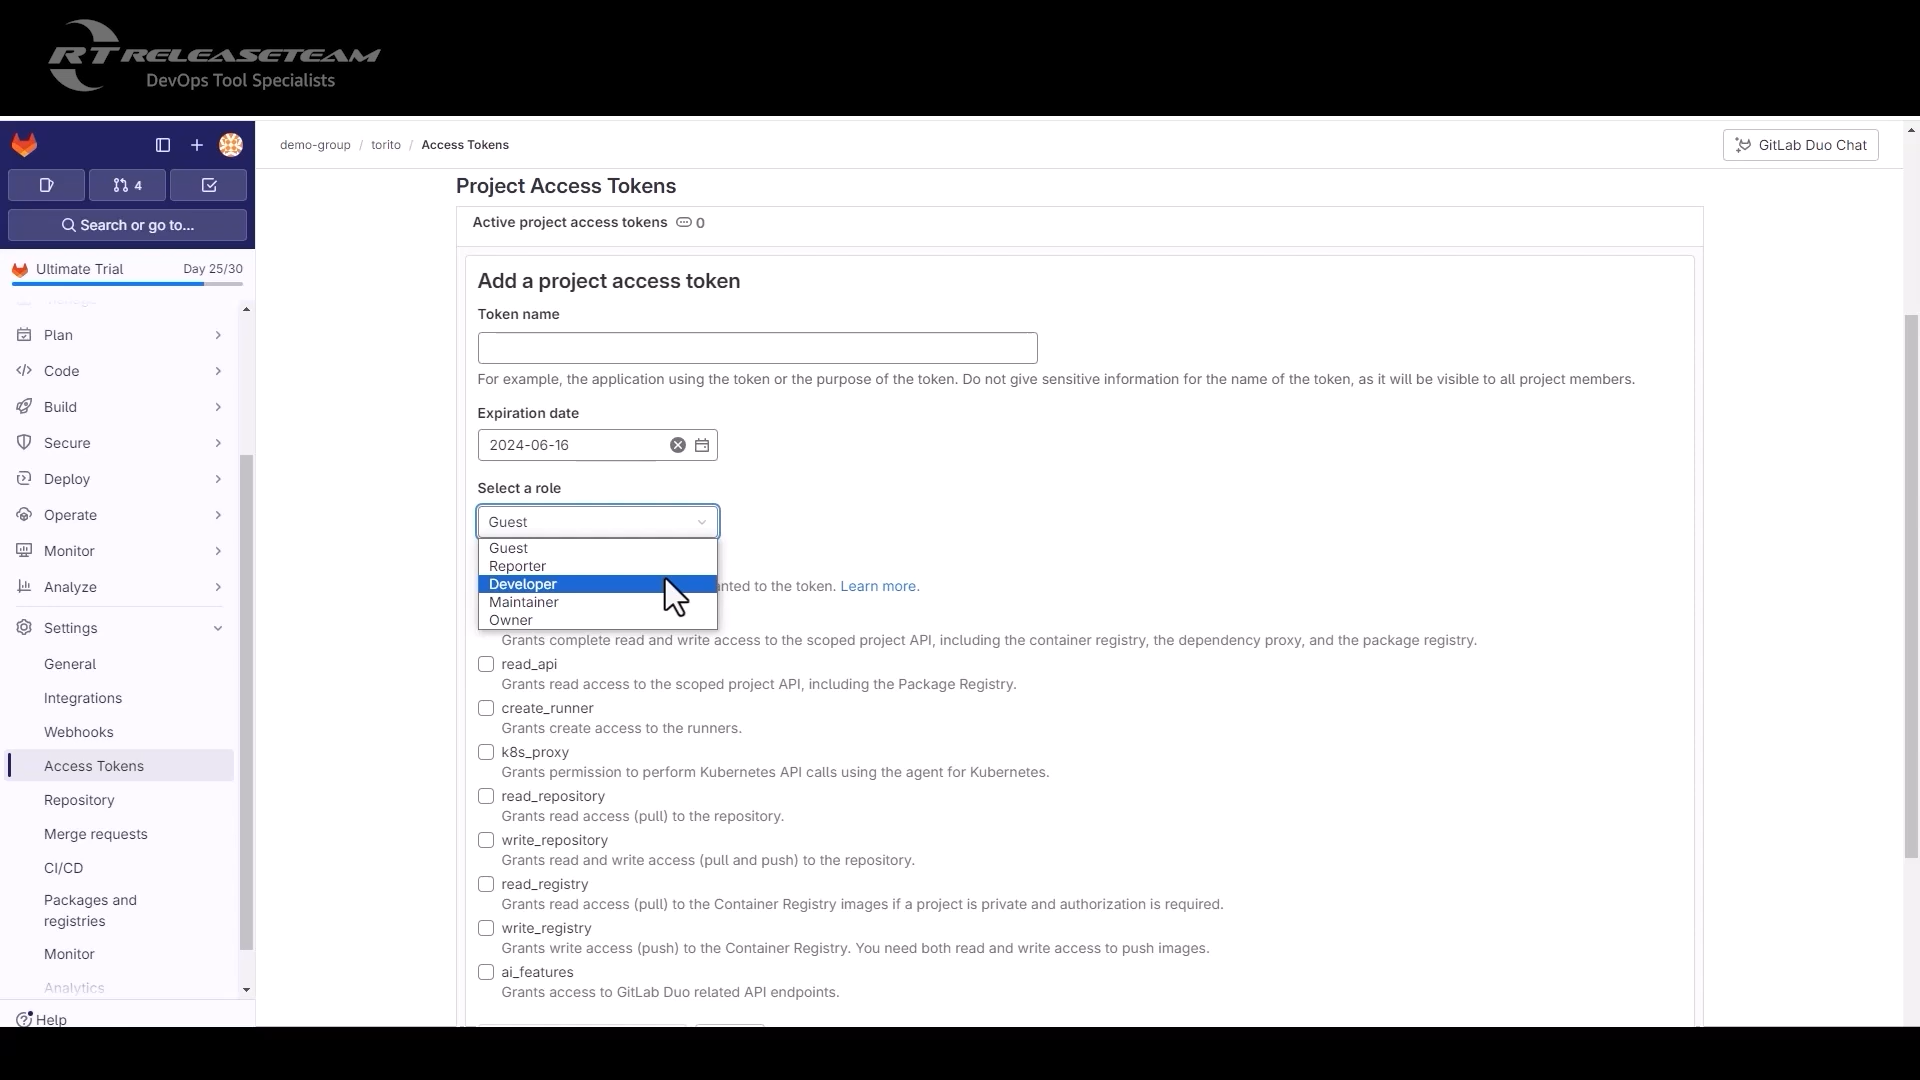 RT RELEASETEAM
DevOps Tool Specialists
demo-group / torito / Access Tokens
GitLab Duo Chat
4
Search or go to...
Ultimate Trial
Day 25/30
Plan
Code
Build
Secure
Deploy
Operate
Monitor
Analyze
Settings
General
Integrations
Webhooks
Access Tokens
Repository
Merge requests
CI/CD
Packages and
registries
Monitor
Analytics
Help
Project Access Tokens
Active project access tokens 0
Add a project access token
Token name
For example, the application using the token or the purpose of the token. Do not give sensitive information for the name of the token, as it will be visible to all project members.
Expiration date
2024-06-16
Select a role
Guest
Guest
Reporter
Developer
Maintainer
Owner
anted to the token. Learn more.
Grants complete read and write access to the scoped project API, including the container registry, the dependency proxy, and the package registry.
read_api
Grants read access to the scoped project API, including the Package Registry.
create_runner
Grants create access to the runners.
k8s_proxy
Grants permission to perform Kubernetes API calls using the agent for Kubernetes.
read_repository
Grants read access (pull) to the repository.
write_repository
Grants read and write access (pull and push) to the repository.
read_registry
Grants read access (pull) to the Container Registry images if a project is private and authorization is required.
write_registry
Grants write access (push) to the Container Registry. You need both read and write access to push images.
ai_features
Grants access to GitLab Duo related API endpoints.